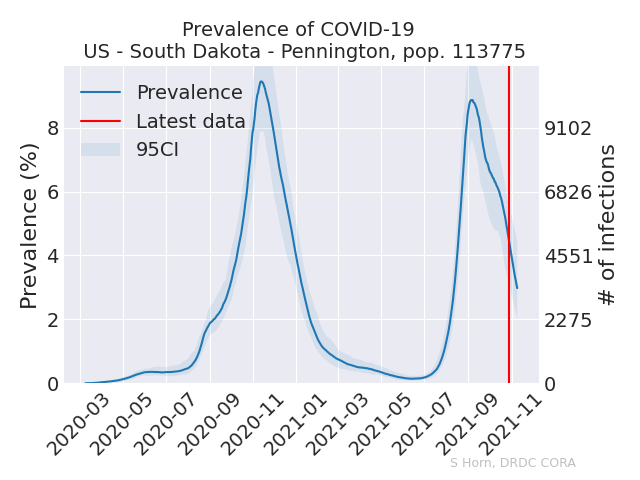 Prevalence of COVID-19
US - South Dakota - Pennington, pop. 113775
Prevalence
Latest data
95CI
Prevalence (%)
8
6
4
2
0
9102
6826
4551
2275
0
# of infections
2020-03
2020-05
2020-07
2020-09
2020-11
2021-01
2021-03
2021-05
2021-07
2021-09
2021-11
S Horn, DRDC CORA